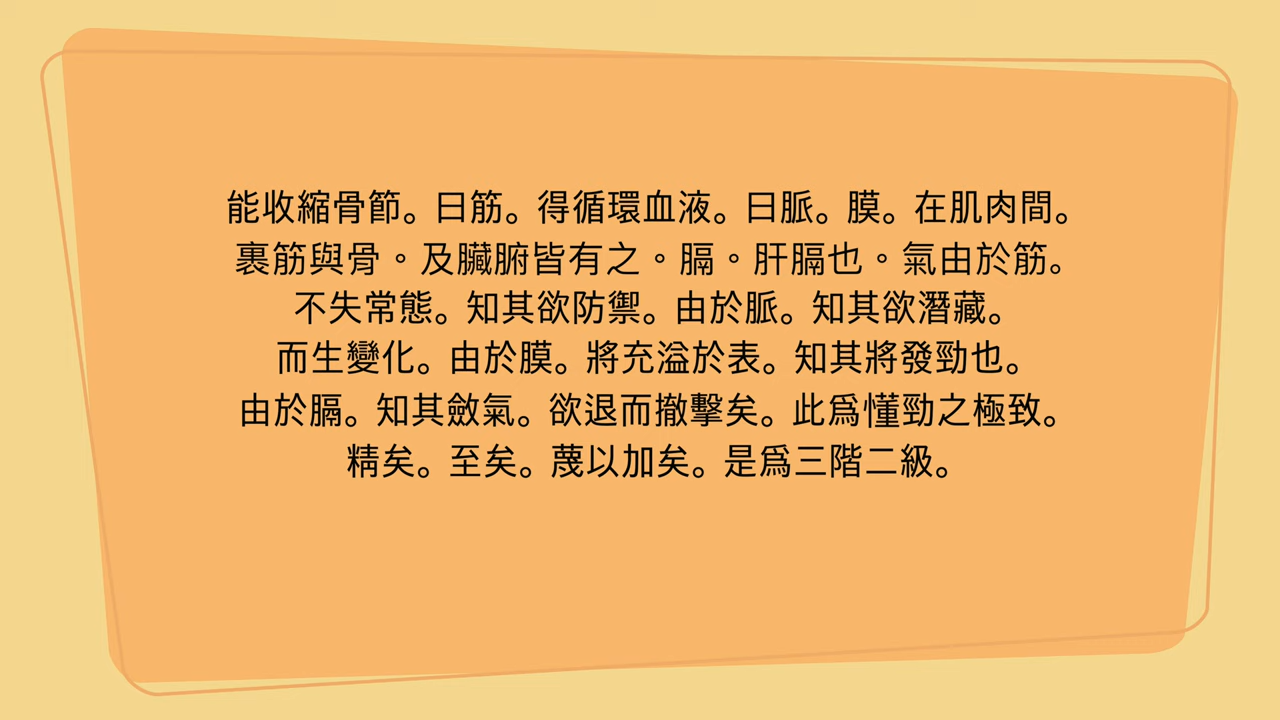 能收縮骨節。曰筋。得循環血液。曰脈。膜。在肌肉間。
裹筋與骨。及臟腑皆有之。膈。肝膈也。氣由於筋。
不失常態。知其欲防禦。由於脈。知其欲潛藏。
而生變化。由於膜。將充溢於表。知其將發勁也。
由於膈。知其斂氣。欲退而撤擊矣。此爲懂勁之極致。
精矣。至矣。蔑以加矣。是爲三階二級。